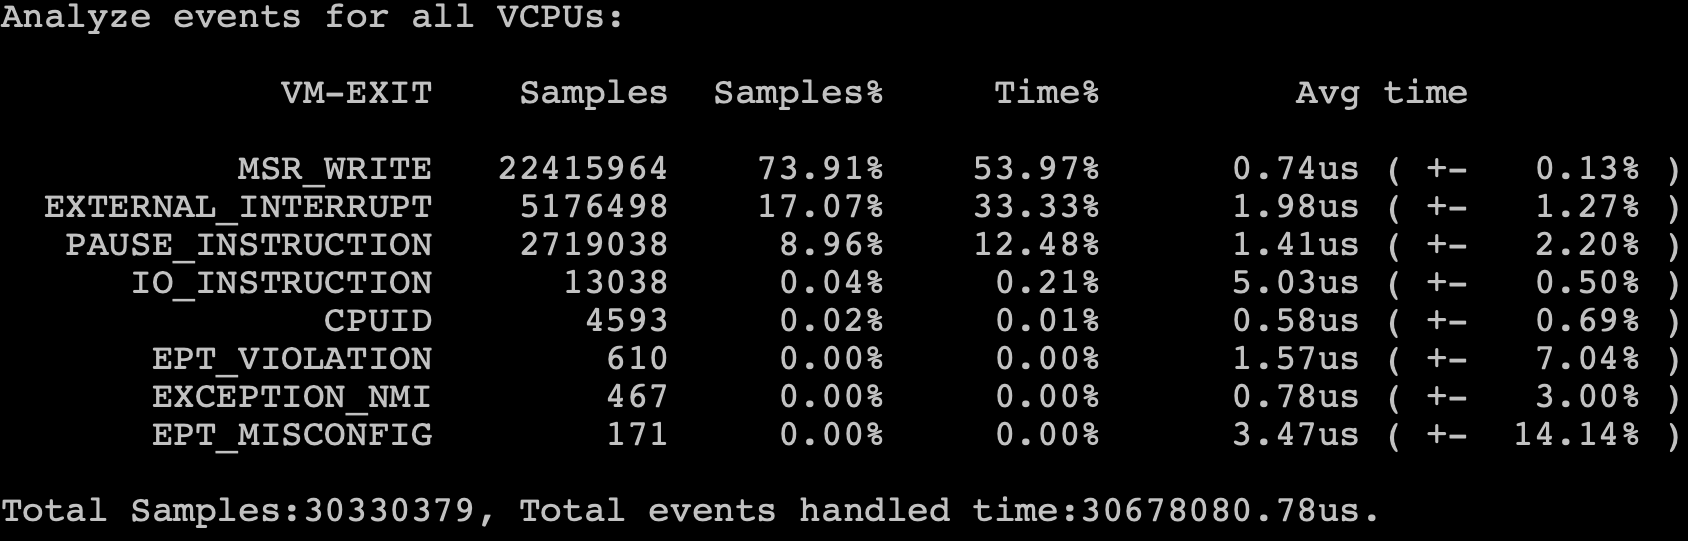 Analyze events for all VCPUs:
VM-EXIT Samples Samples% Time% Avg time
MSR_WRITE 22415964 73.91% 53.97% 0.74us ( +- 0.13% )
EXTERNAL_INTERRUPT 5176498 17.07% 33.33% 1.98us ( +- 1.27% )
PAUSE_INSTRUCTION 2719038 8.96% 12.48% 1.41us ( +- 2.20% )
IO_INSTRUCTION 13038 0.04% 0.21% 5.03us ( +- 0.50% )
CPUID 4593 0.02% 0.01% 0.58us ( +- 0.69% )
EPT_VIOLATION 610 0.00% 0.00% 1.57us ( +- 7.04% )
EXCEPTION_NMI 467 0.00% 0.00% 0.78us ( +- 3.00% )
EPT_MISCONFIG 171 0.00% 0.00% 3.47us ( +- 14.14% )
Total Samples:30330379, Total events handled time:30678080.78us.